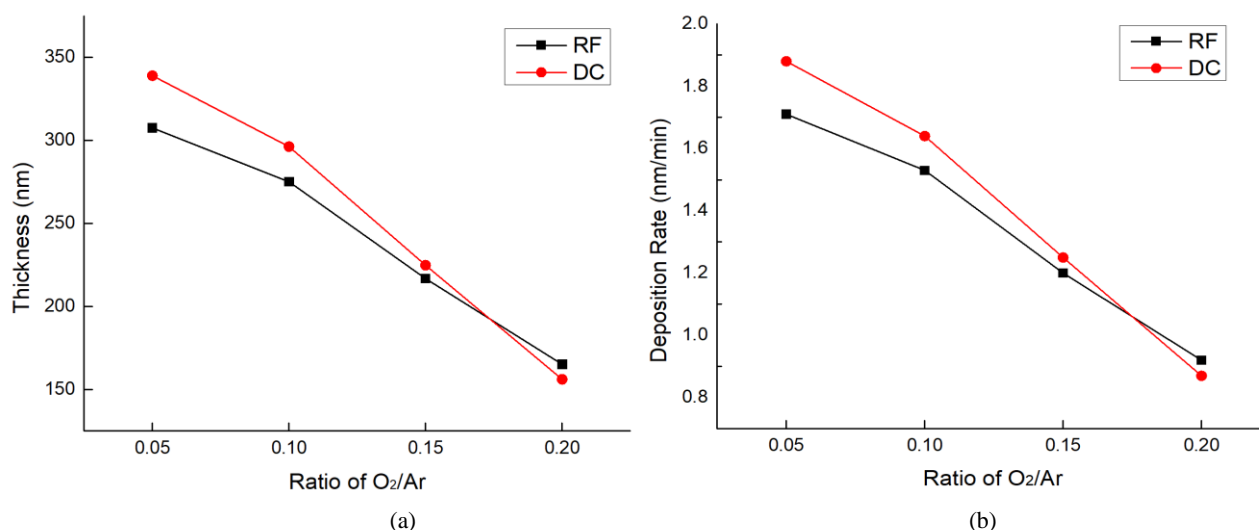 350
300
250
200
150
Thickness (nm)
RF
DC
0.05
0.10
0.15
0.20
Ratio of O₂/Ar
(a)
2.0
1.8
1.6
1.4
1.2
1.0
0.8
Deposition Rate (nm/min)
RF
DC
0.05
0.10
0.15
0.20
Ratio of O₂/Ar
(b)